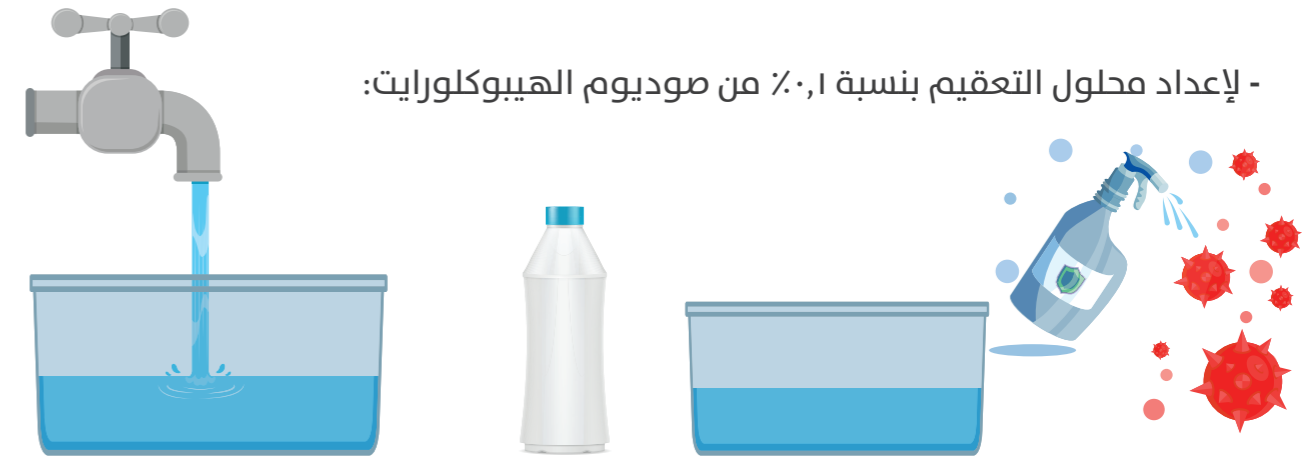 - لإعداد محلول التعقيم بنسبة ٠,١٪ من صوديوم الهيبوكلورايت: